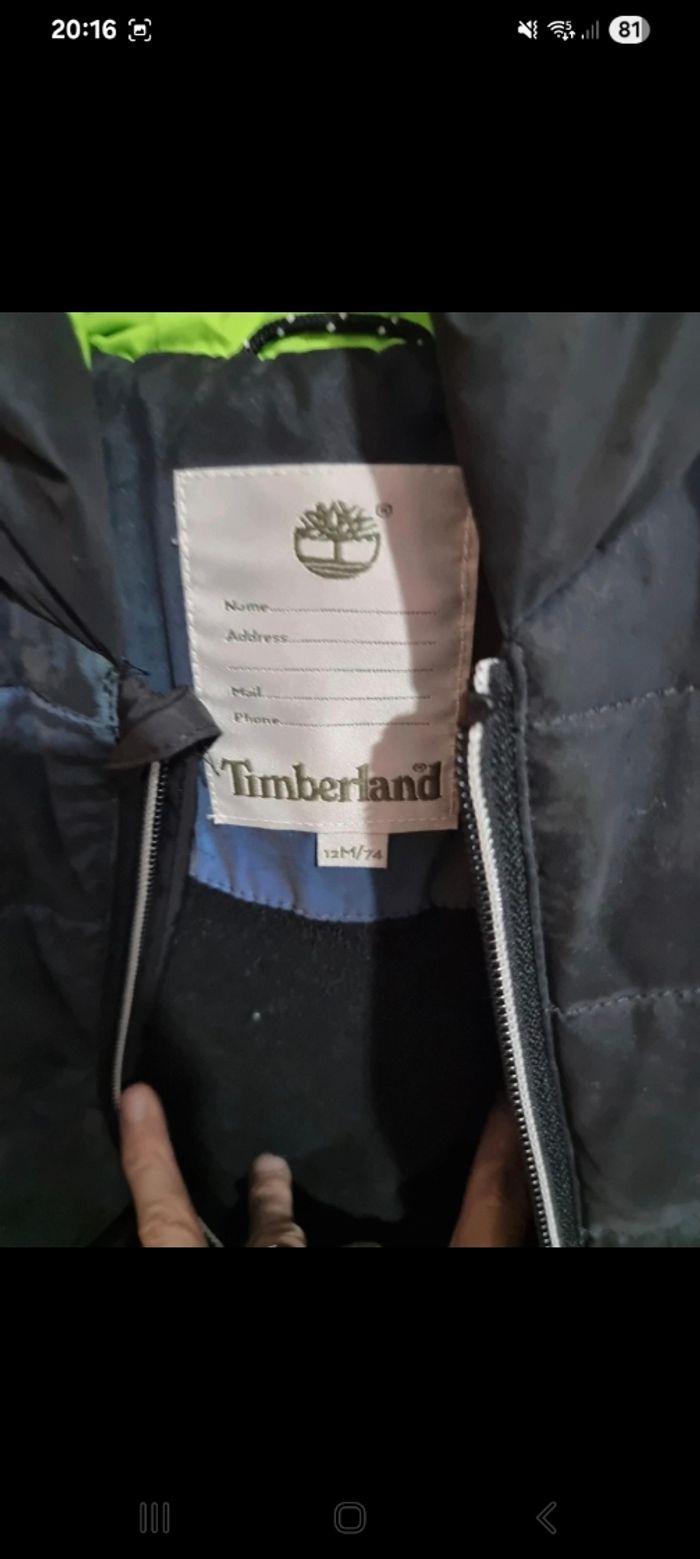 20:16
81
®
Name
Address
Mail
Phone
Timberland®
12M/74